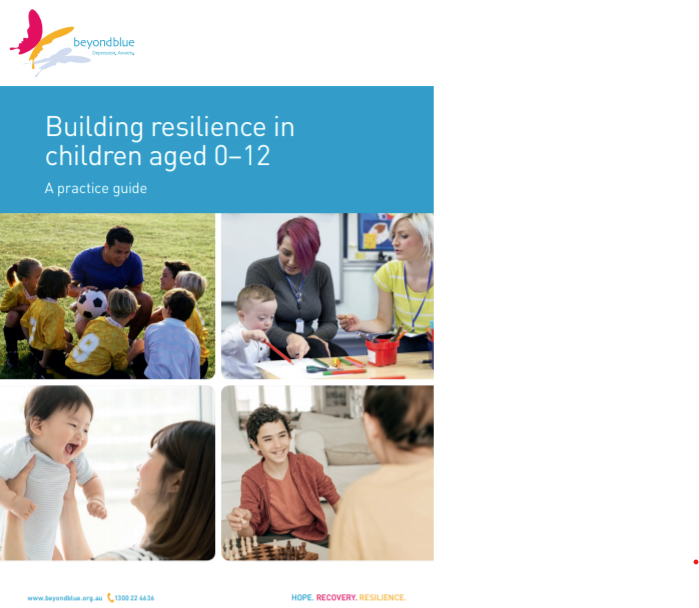 beyondblue
Depression. Anxiety.
Building resilience in
children aged 0–12
A practice guide
9
www.beyondblue.org.au 1300 22 4636
HOPE. RECOVERY. RESILIENCE.